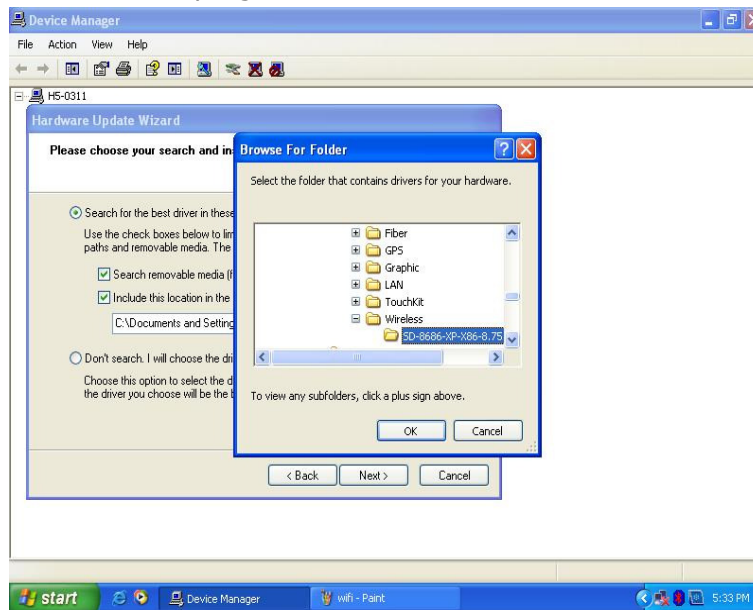 Device Manager
File Action View Help
H5-0311
Hardware Update Wizard
Please choose your search and in
Search for the best driver in these
Use the check boxes below to lim
paths and removable media. The
Search removable media (f
Include this location in the
C:\Documents and Setting
Don't search. I will choose the dri
Choose this option to select the d
the driver you choose will be the b
< Back Next > Cancel
Browse For Folder
Select the folder that contains drivers for your hardware.
Fiber
GPS
Graphic
LAN
TouchKit
Wireless
SD-8686-XP-X86-8.75
To view any subfolders, click a plus sign above.
OK Cancel
start Device Manager wifi - Paint 5:33 PM